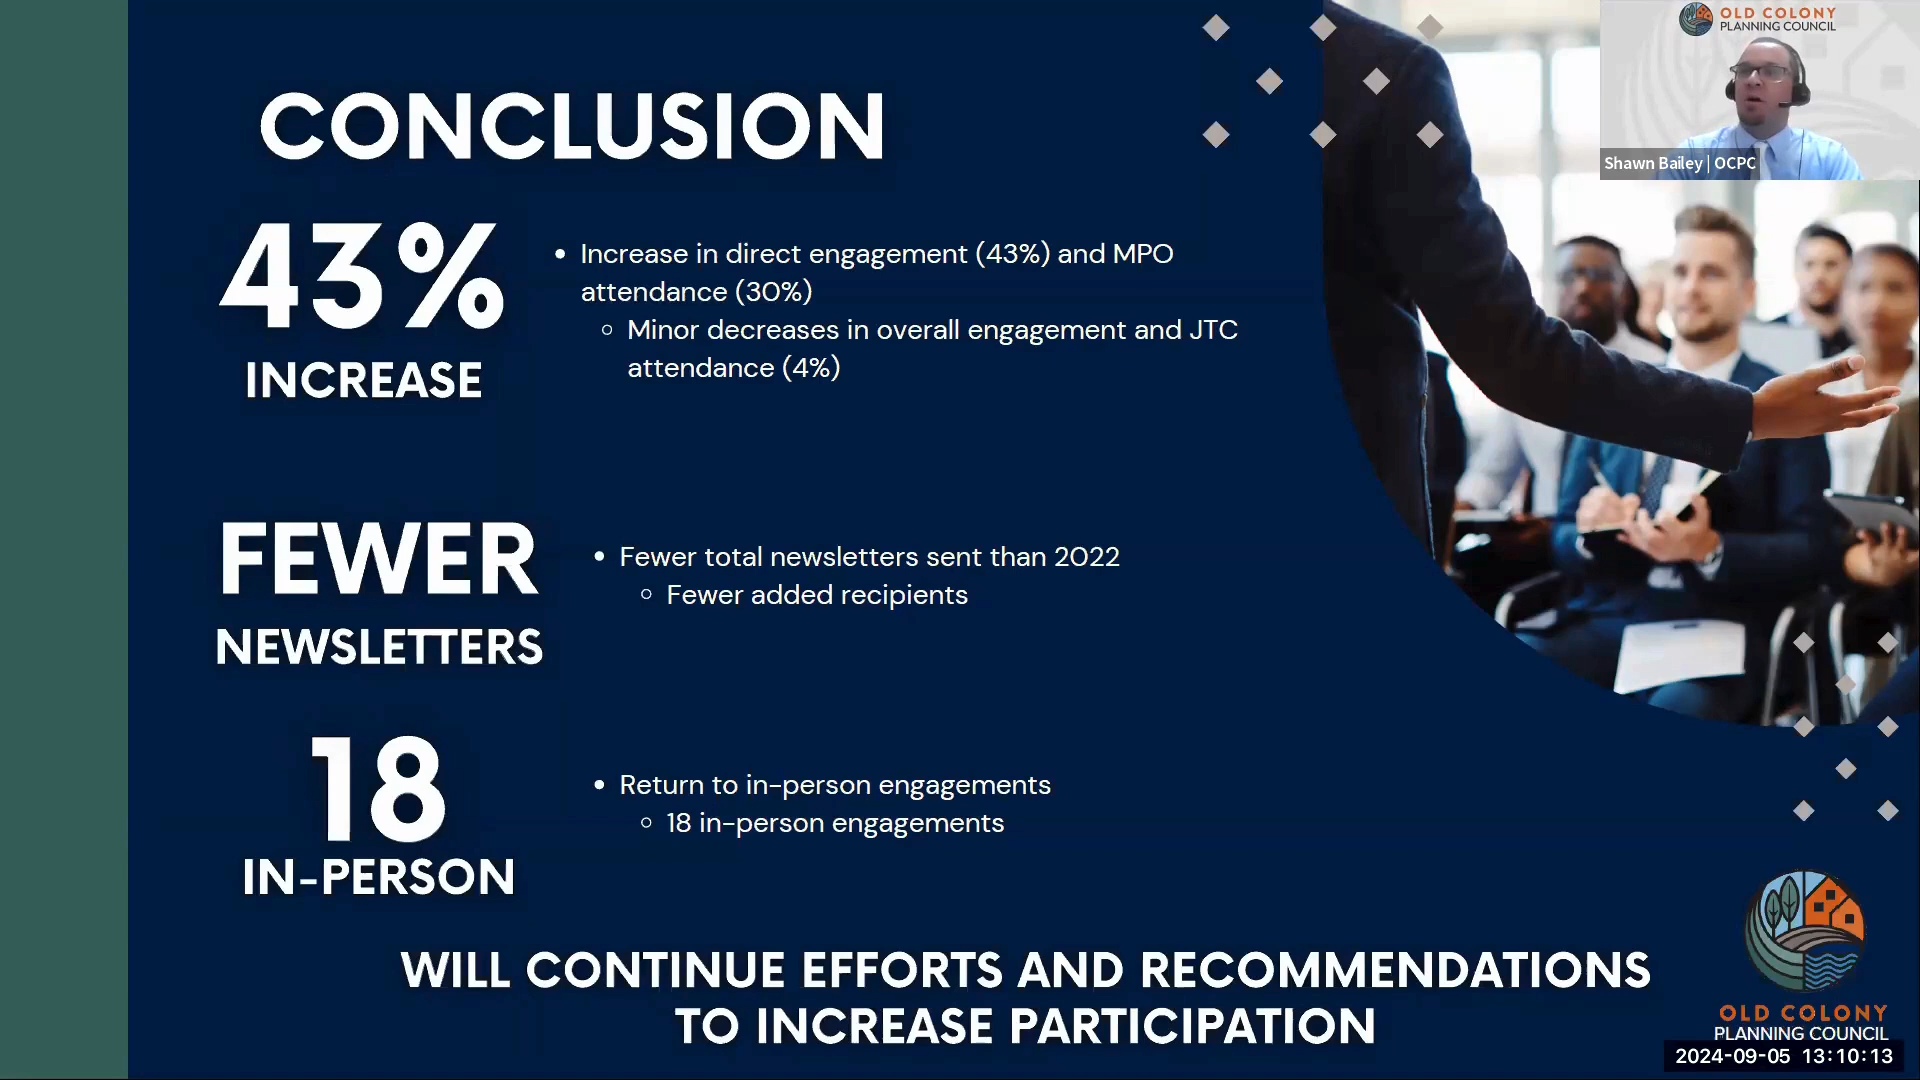 OLD COLONY
PLANNING COUNCIL
Shawn Bailey | OCPC
CONCLUSION
43%
INCREASE
• Increase in direct engagement (43%) and MPO
attendance (30%)
○ Minor decreases in overall engagement and JTC
attendance (4%)
FEWER
NEWSLETTERS
• Fewer total newsletters sent than 2022
○ Fewer added recipients
18
IN-PERSON
• Return to in-person engagements
○ 18 in-person engagements
WILL CONTINUE EFFORTS AND RECOMMENDATIONS
TO INCREASE PARTICIPATION
OLD COLONY
PLANNING COUNCIL
2024-09-05 13:10:13